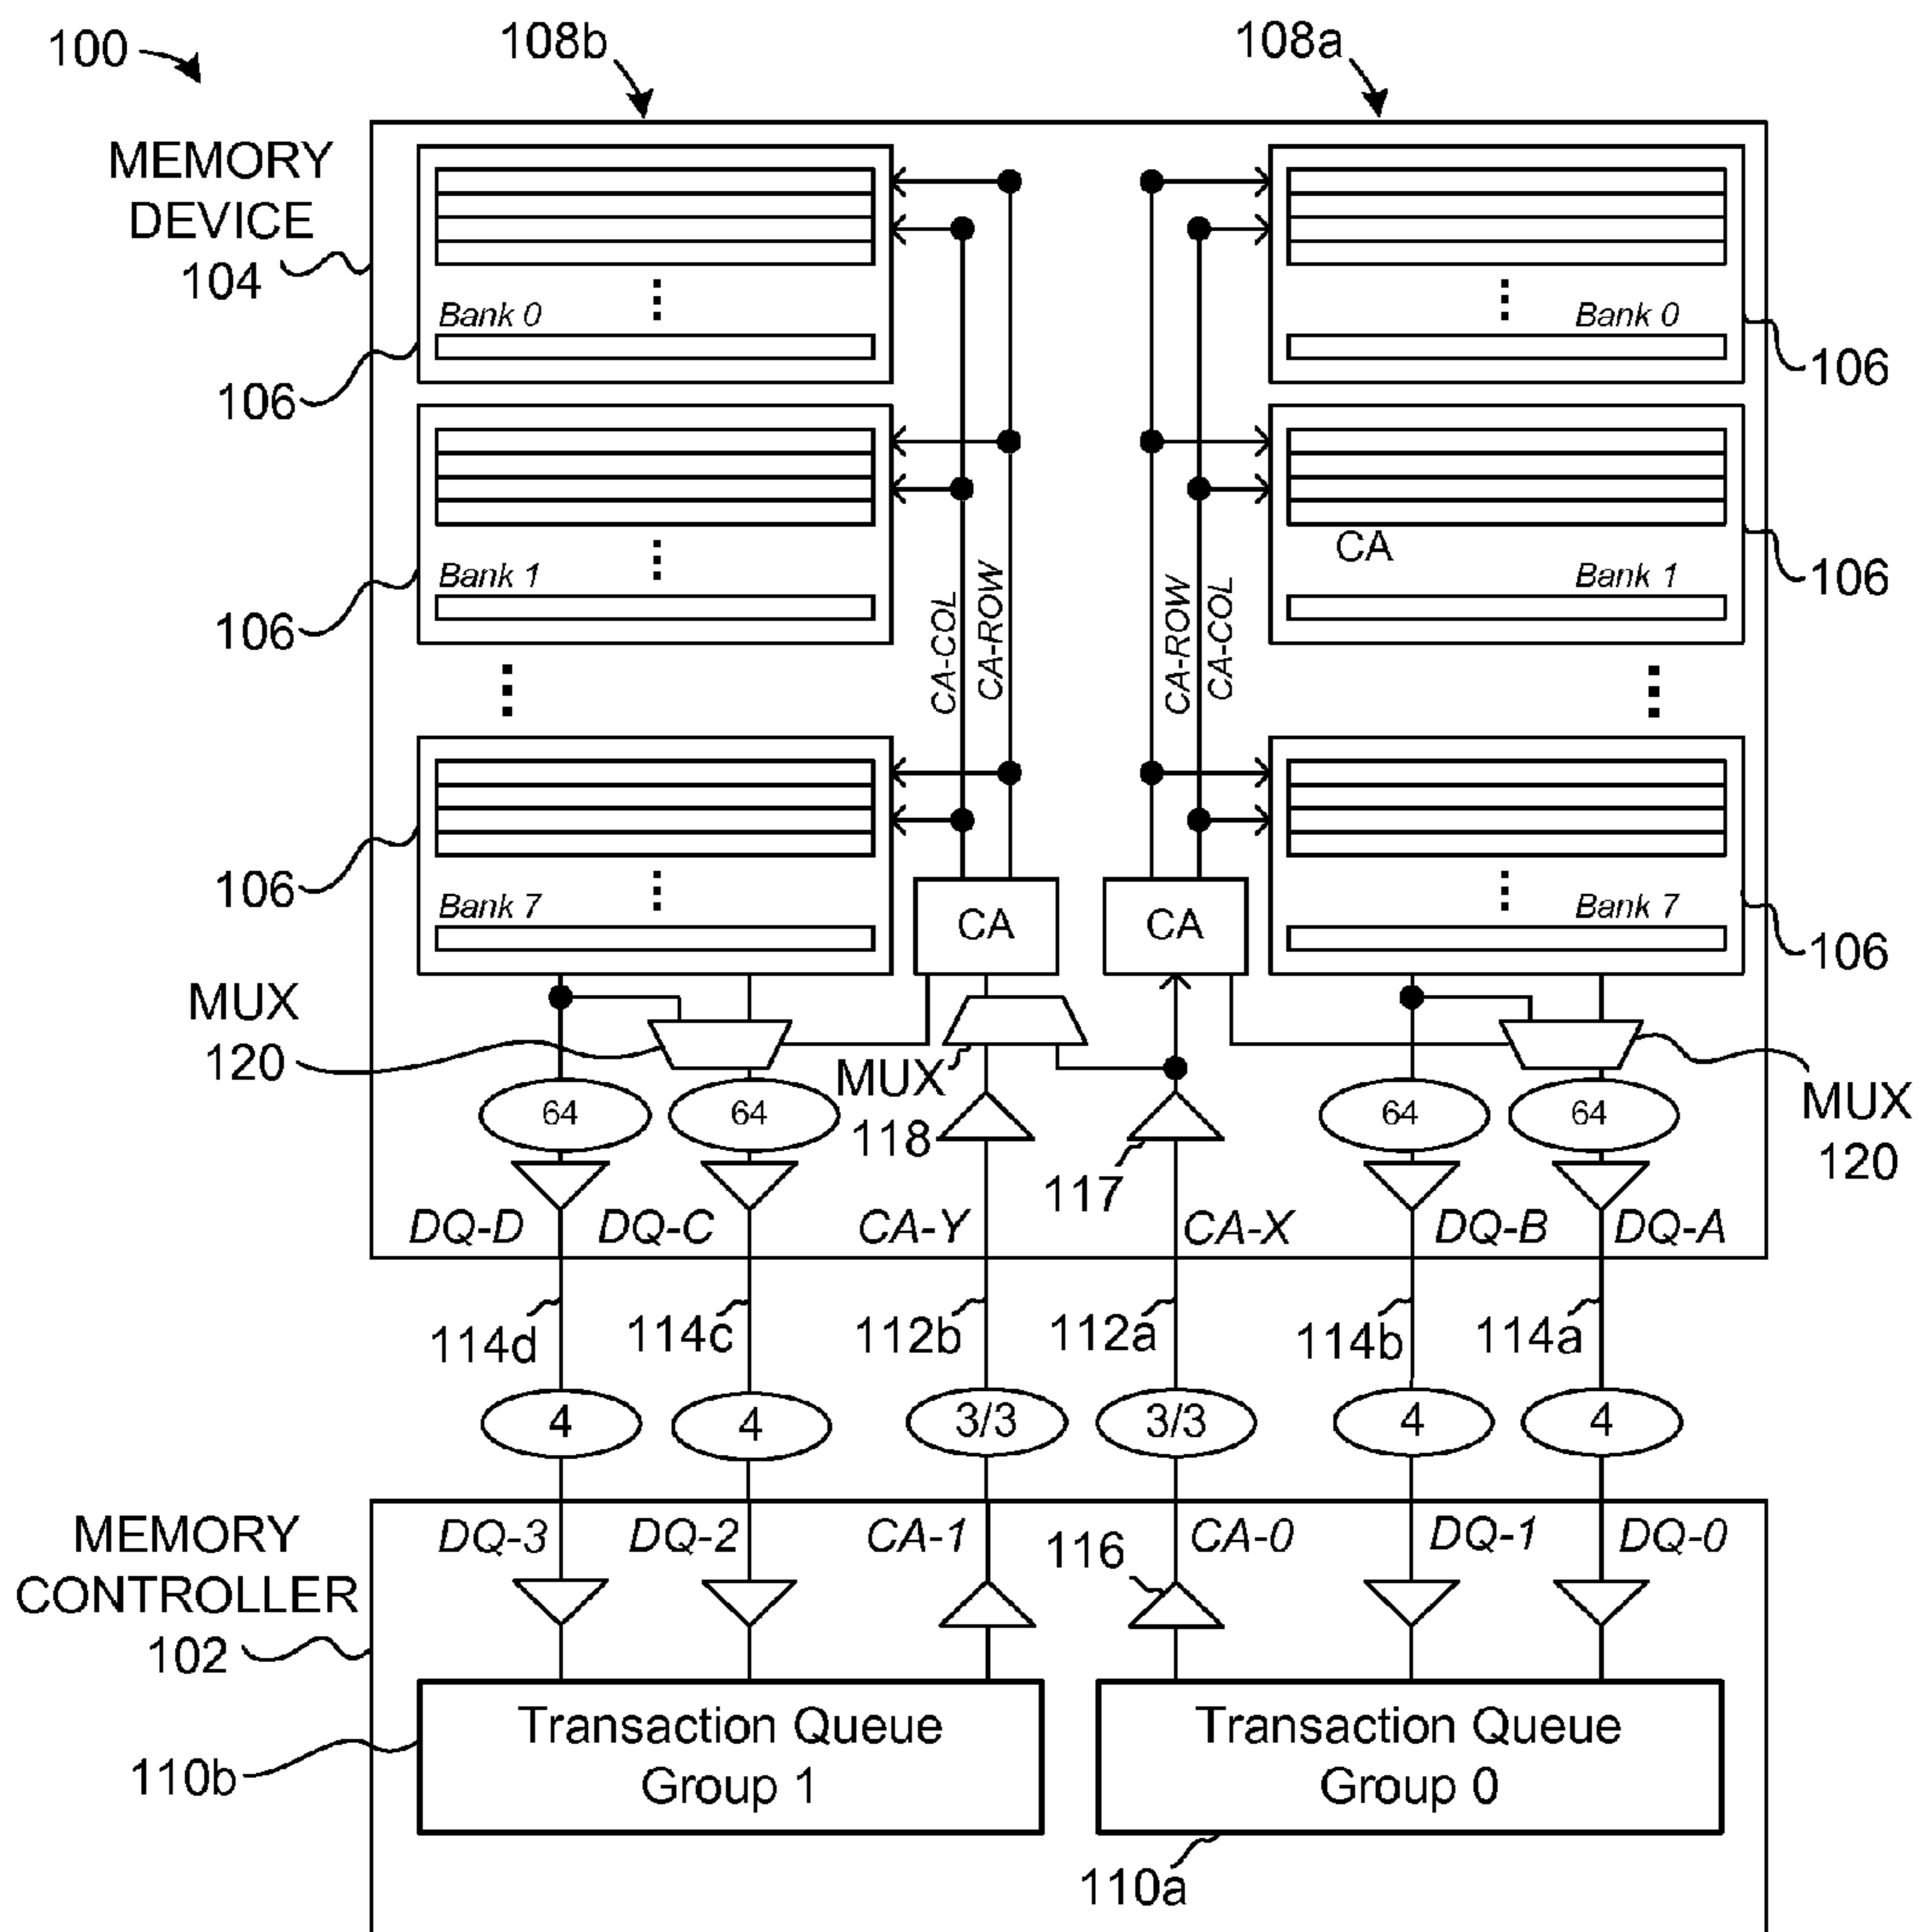 100
108b
108a
MEMORY
DEVICE
104
Bank 0
Bank 0
106
106
CA
Bank 1
Bank 1
106
106
CA-COL
CA-ROW
CA-ROW
CA-COL
106
Bank 7
CA
CA
Bank 7
106
MUX
120
MUX
118
MUX
120
64
64
64
64
117
DQ-D
DQ-C
CA-Y
CA-X
DQ-B
DQ-A
114d
114c
112b
112a
114b
114a
4
4
3/3
3/3
4
4
MEMORY
CONTROLLER
102
DQ-3
DQ-2
CA-1
116
CA-0
DQ-1
DQ-0
Transaction Queue
Group 1
Transaction Queue
Group 0
110b
110a